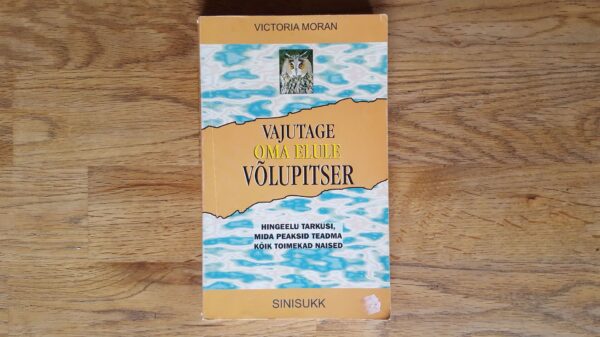 VICTORIA MORAN
VAJUTAGE
OMA ELULE
VÕLUPITSER
HINGEELU TARKUSI,
MIDA PEAKSID TEADMA
KÕIK TOIMEKAD NAISED
SINISUKK